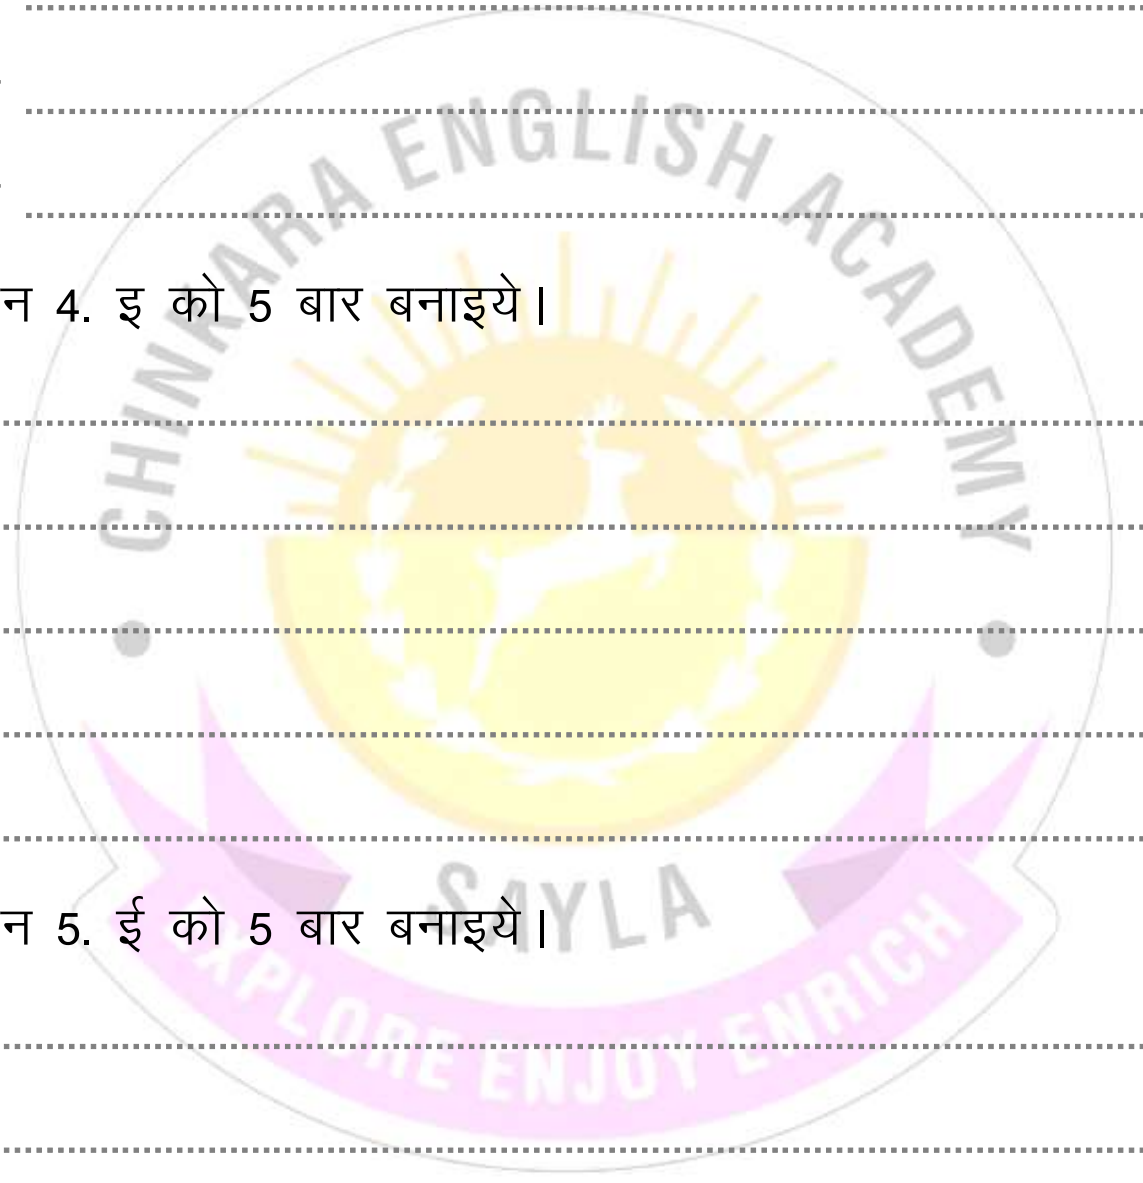 CHINKARA ENGLISH ACADEMY
न 4. इ को 5 बार बनाइये।
न 5. ई को 5 बार बनाइये।
SAYLA
EXPLORE ENJOY ENRICH